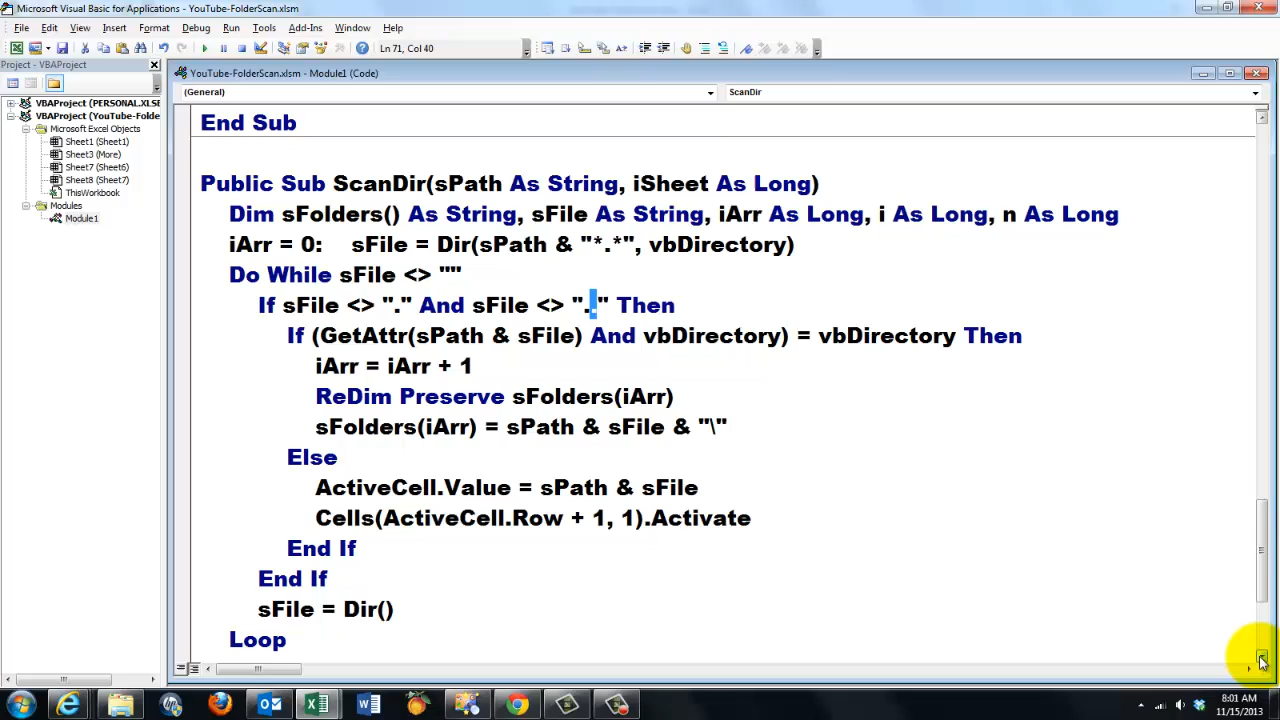 Microsoft Visual Basic for Applications - YouTube-FolderScan.xlsm
File Edit View Insert Format Debug Run Tools Add-Ins Window Help
Ln 71, Col 40
Project - VBAProject
YouTube-FolderScan.xlsm - Module1 (Code)
(General) ScanDir
VBAProject (PERSONAL.XLSB
VBAProject (YouTube-Folde
Microsoft Excel Objects
Sheet1 (Sheet1)
Sheet3 (More)
Sheet7 (Sheet6)
Sheet8 (Sheet7)
ThisWorkbook
Modules
Module1
End Sub
Public Sub ScanDir(sPath As String, iSheet As Long)
Dim sFolders() As String, sFile As String, iArr As Long, i As Long, n As Long
iArr = 0: sFile = Dir(sPath & "*.*", vbDirectory)
Do While sFile <> ""
If sFile <> "." And sFile <> ".." Then
If (GetAttr(sPath & sFile) And vbDirectory) = vbDirectory Then
iArr = iArr + 1
ReDim Preserve sFolders(iArr)
sFolders(iArr) = sPath & sFile & "\"
Else
ActiveCell.Value = sPath & sFile
Cells(ActiveCell.Row + 1, 1).Activate
End If
End If
sFile = Dir()
Loop
8:01 AM
11/15/2013